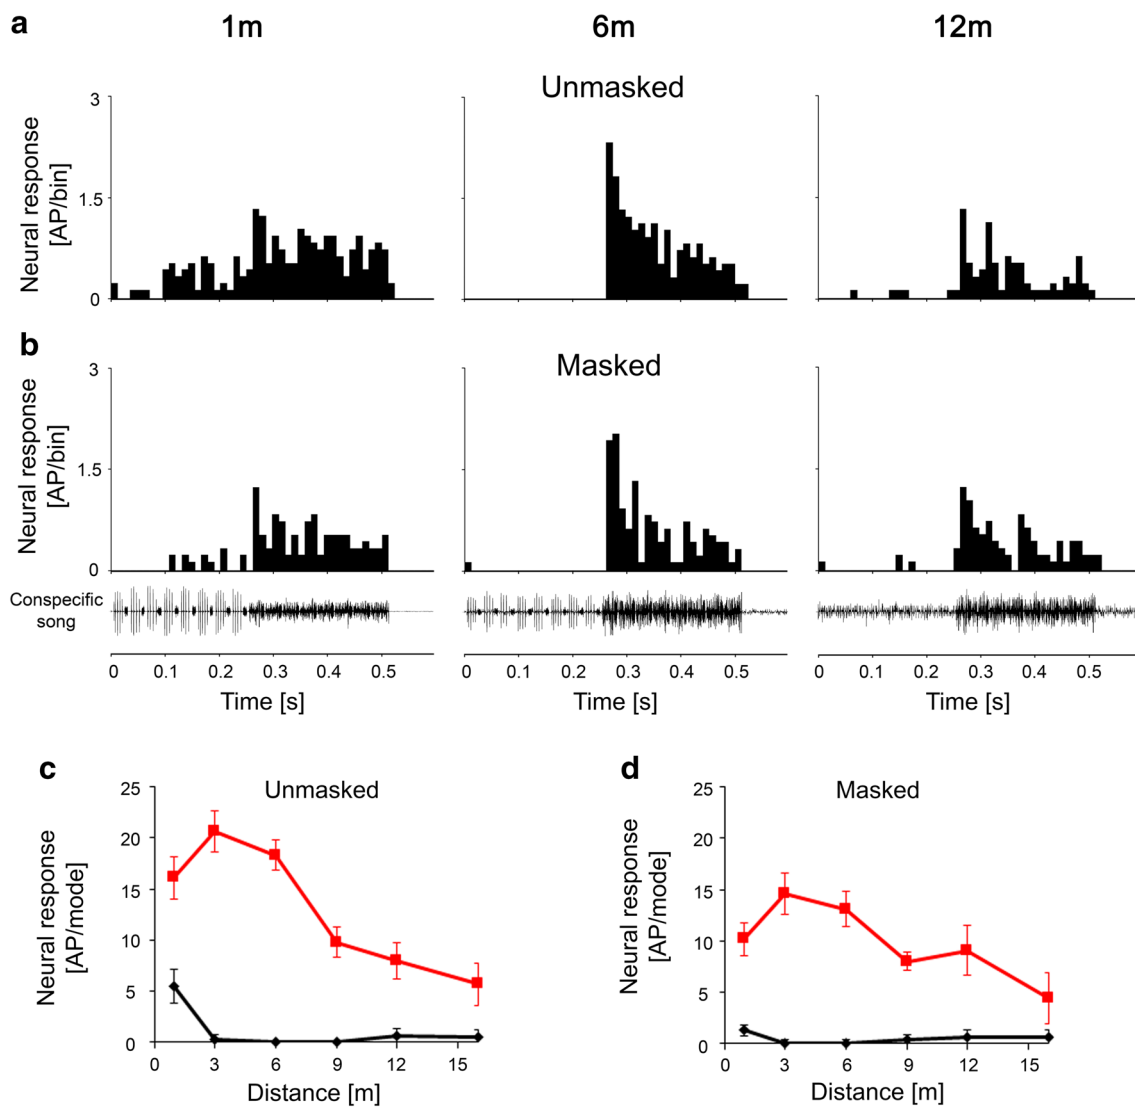 a
1m 6m 12m
Unmasked
Neural response
[AP/bin]
3
1.5
0
b
Masked
Neural response
[AP/bin]
3
1.5
0
Conspecific
song
0 0.1 0.2 0.3 0.4 0.5 0 0.1 0.2 0.3 0.4 0.5 0 0.1 0.2 0.3 0.4 0.5
Time [s] Time [s] Time [s]
c
Unmasked
Neural response
[AP/mode]
25
20
15
10
5
0
0 3 6 9 12 15
Distance [m]
d
Masked
Neural response
[AP/mode]
25
20
15
10
5
0
0 3 6 9 12 15
Distance [m]